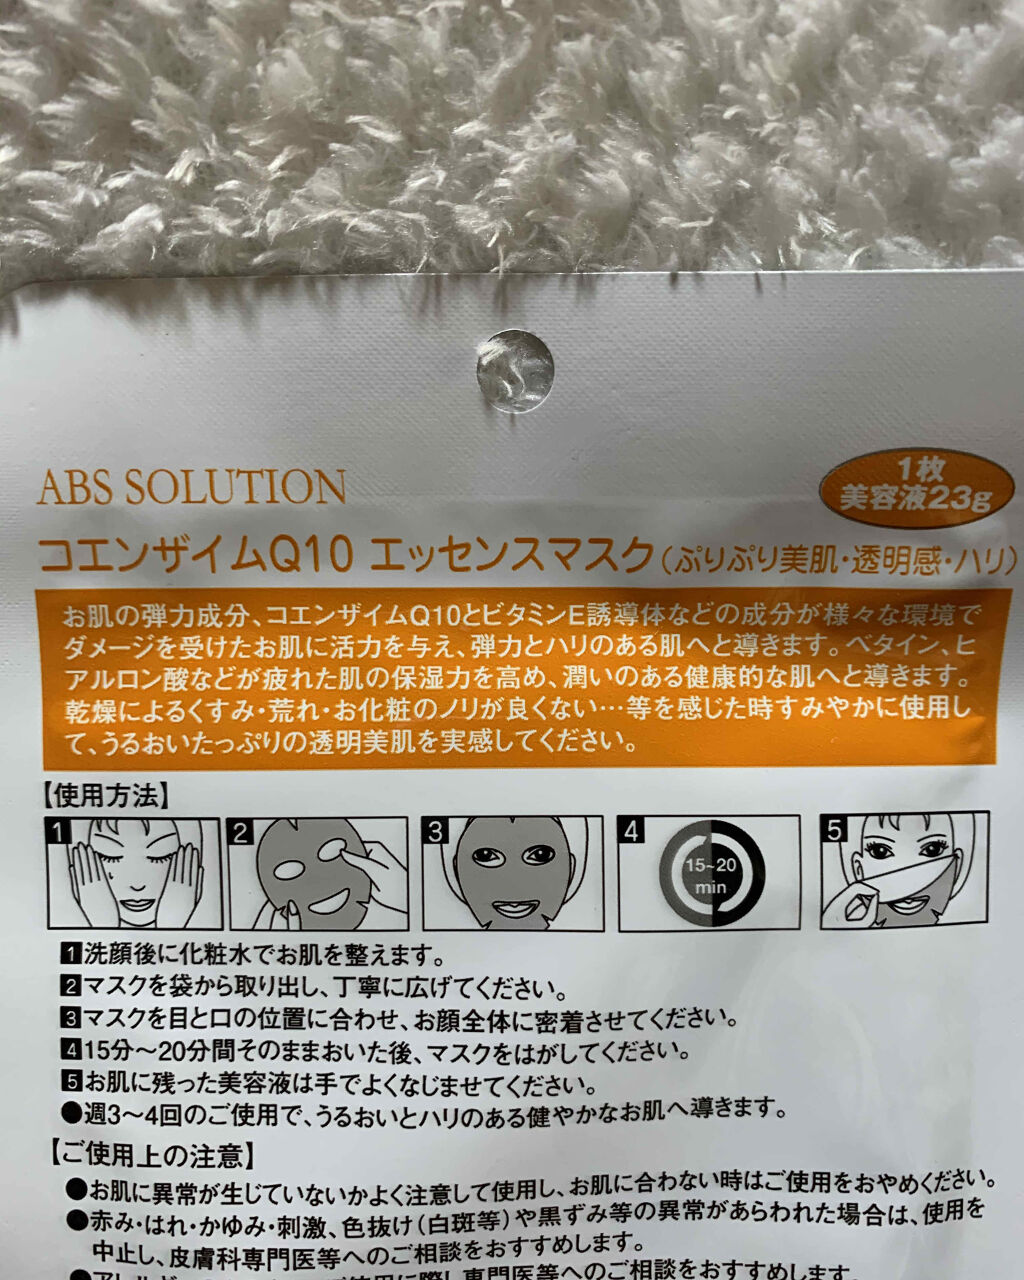 ABS SOLUTION
1枚
美容液23g
コエンザイムQ10 エッセンスマスク(ぷりぷり美肌・透明感・ハリ)
お肌の弾力成分、コエンザイムQ10とビタミンE誘導体などの成分が様々な環境で
ダメージを受けたお肌に活力を与え、弾力とハリのある肌へと導きます。ベタイン、ヒ
アルロン酸などが疲れた肌の保湿力を高め、潤いのある健康的な肌へと導きます。
乾燥によるくすみ・荒れ・お化粧のノリが良くない…等を感じた時すみやかに使用し
て、うるおいたっぷりの透明美肌を実感してください。
【使用方法】
1 2 3 4 5
15~20
min
1洗顔後に化粧水でお肌を整えます。
2マスクを袋から取り出し、丁寧に広げてください。
3マスクを目と口の位置に合わせ、お顔全体に密着させてください。
4 15分〜20分間そのままおいた後、マスクをはがしてください。
5お肌に残った美容液は手でよくなじませてください。
●週3〜4回のご使用で、うるおいとハリのある健やかなお肌へ導きます。
【ご使用上の注意】
●お肌に異常が生じていないかよく注意して使用し、お肌に合わない時はご使用をおやめください。
●赤み・はれ・かゆみ・刺激、色抜け(白斑等)や黒ずみ等の異常があらわれた場合は、使用を
中止し、皮膚科専門医等へのご相談をおすすめします。
専門医等へのご相談をおすすめします。